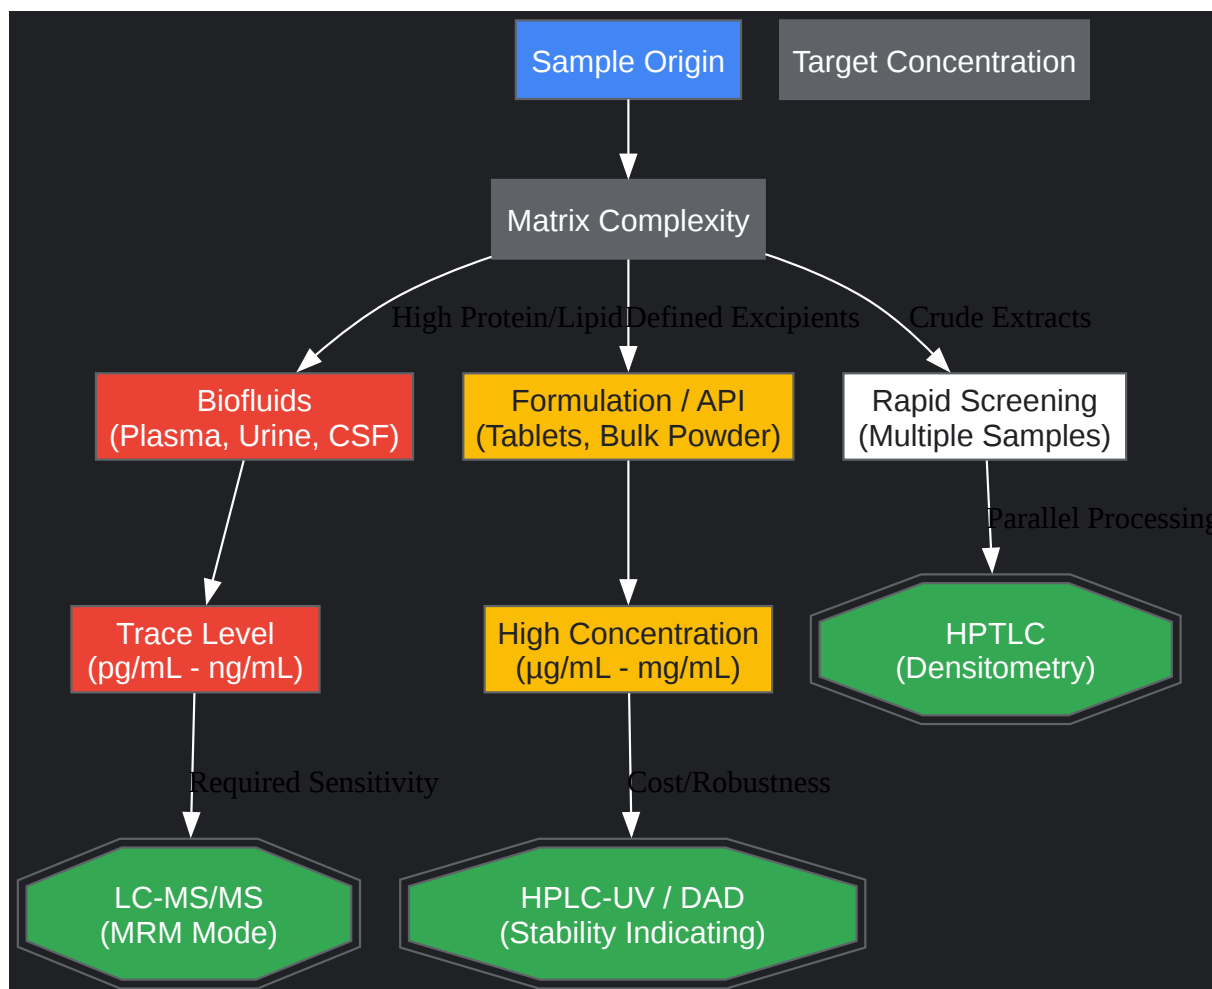 Sample Origin
Target Concentration
Matrix Complexity
High Protein/Lipid
Defined Excipients
Crude Extracts
Biofluids
(Plasma, Urine, CSF)
Formulation / API
(Tablets, Bulk Powder)
Rapid Screening
(Multiple Samples)
Parallel Processing
Trace Level
(pg/mL - ng/mL)
High Concentration
(µg/mL - mg/mL)
HPTLC
(Densitometry)
Required Sensitivity
Cost/Robustness
LC-MS/MS
(MRM Mode)
HPLC-UV / DAD
(Stability Indicating)